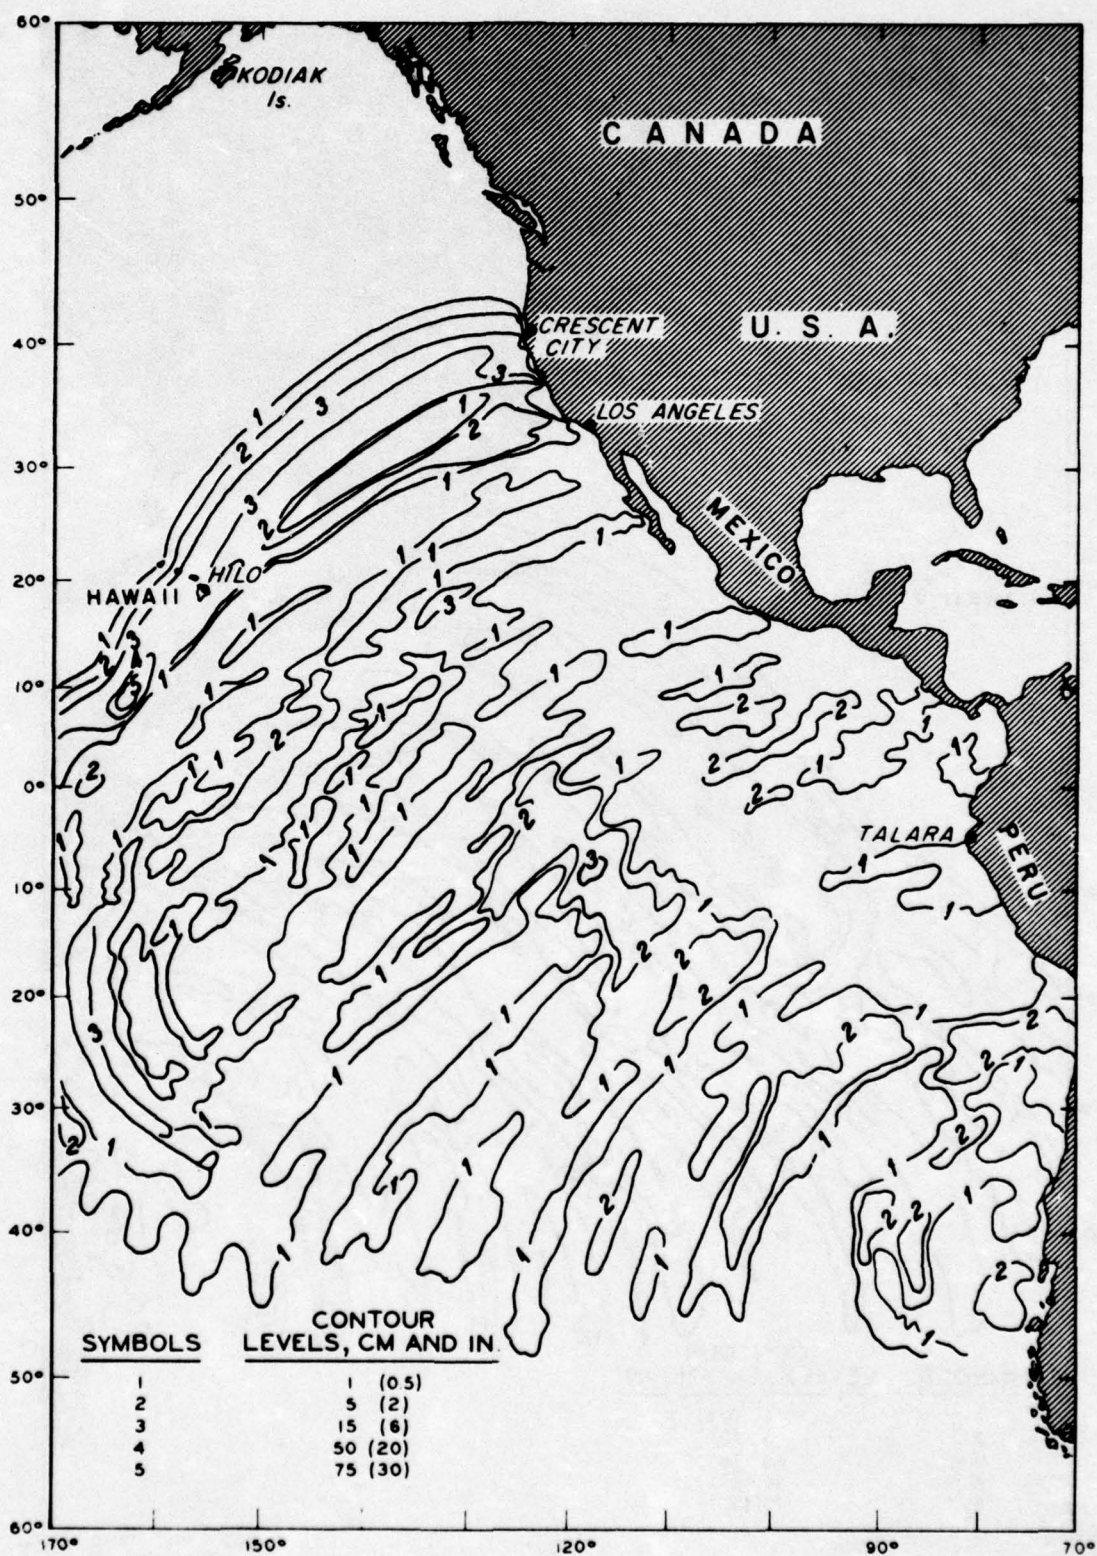 60°
KODIAK
Is.
CANADA
50°
CRESCENT
CITY
U. S. A.
40°
LOS ANGELES
30°
MEXICO
HILO
HAWAII
20°
10°
0°
TALARA
PERU
10°
20°
30°
40°
CONTOUR
SYMBOLS LEVELS, CM AND IN.
1 1 (0.5)
2 5 (2)
3 15 (6)
4 50 (20)
5 75 (30)
50°
60°
170° 150° 120° 90° 70°